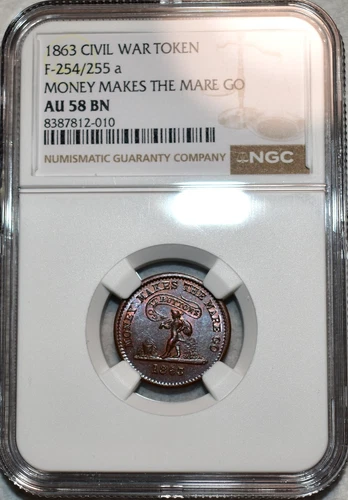 1863 CIVIL WAR TOKEN
F-254/255 a
MONEY MAKES THE MARE GO
AU 58 BN
8387812-010
NUMISMATIC GUARANTY COMPANY NGC
MONEY MAKES THE MARE GO
BUTTONS
1863